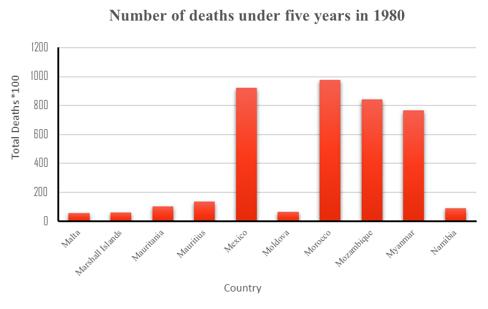 Number of deaths under five years in 1980
1200
1000
800
600
400
200
0
Total Deaths*100
Malta
Marshall Islands
Mauritania
Mauritius
Mexico
Moldova
Morocco
Mozambique
Myanmar
Namibia
Country